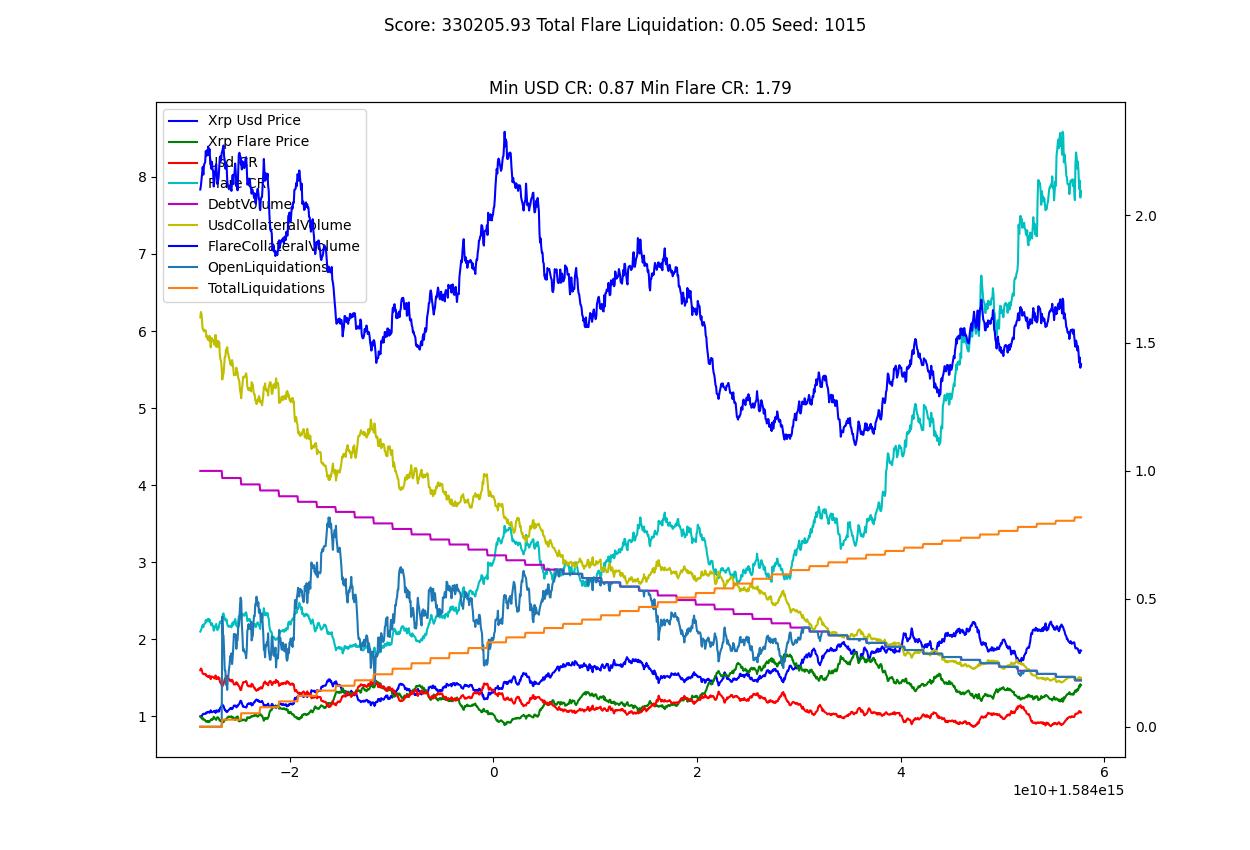 Score: 330205.93 Total Flare Liquidation: 0.05 Seed: 1015
Min USD CR: 0.87 Min Flare CR: 1.79
Xrp Usd Price
Xrp Flare Price
Usd CR
Flare CR
DebtVolume
UsdCollateralVolume
FlareCollateralVolume
OpenLiquidations
TotalLiquidations
8
7
6
5
4
3
2
1
2.0
1.5
1.0
0.5
0.0
−2
0
2
4
6
1e10+1.584e15